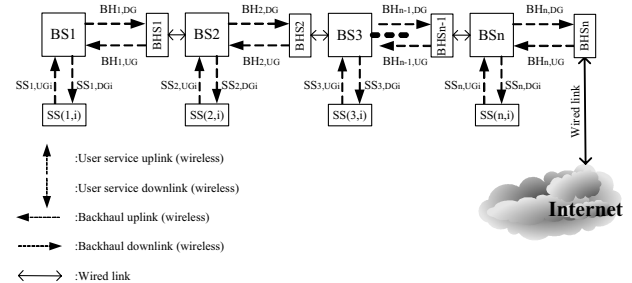 BH1,DG BH2,DG BHn-1,DG BHn,DG
BS1 BHS1 BS2 BHS2 BS3 BHSn-1 BSn BHSn
BH1,UG BH2,UG BHn-1,UG BHn,UG
SS1,UGi SS1,DGi SS2,UGi SS2,DGi SS3,UGi SS3,DGi SSn,UGi SSn,DGi
SS(1,i) SS(2,i) SS(3,i) SS(n,i)
Wired link
:User service uplink (wireless)
:User service downlink (wireless)
:Backhaul uplink (wireless)
:Backhaul downlink (wireless)
:Wired link
Internet